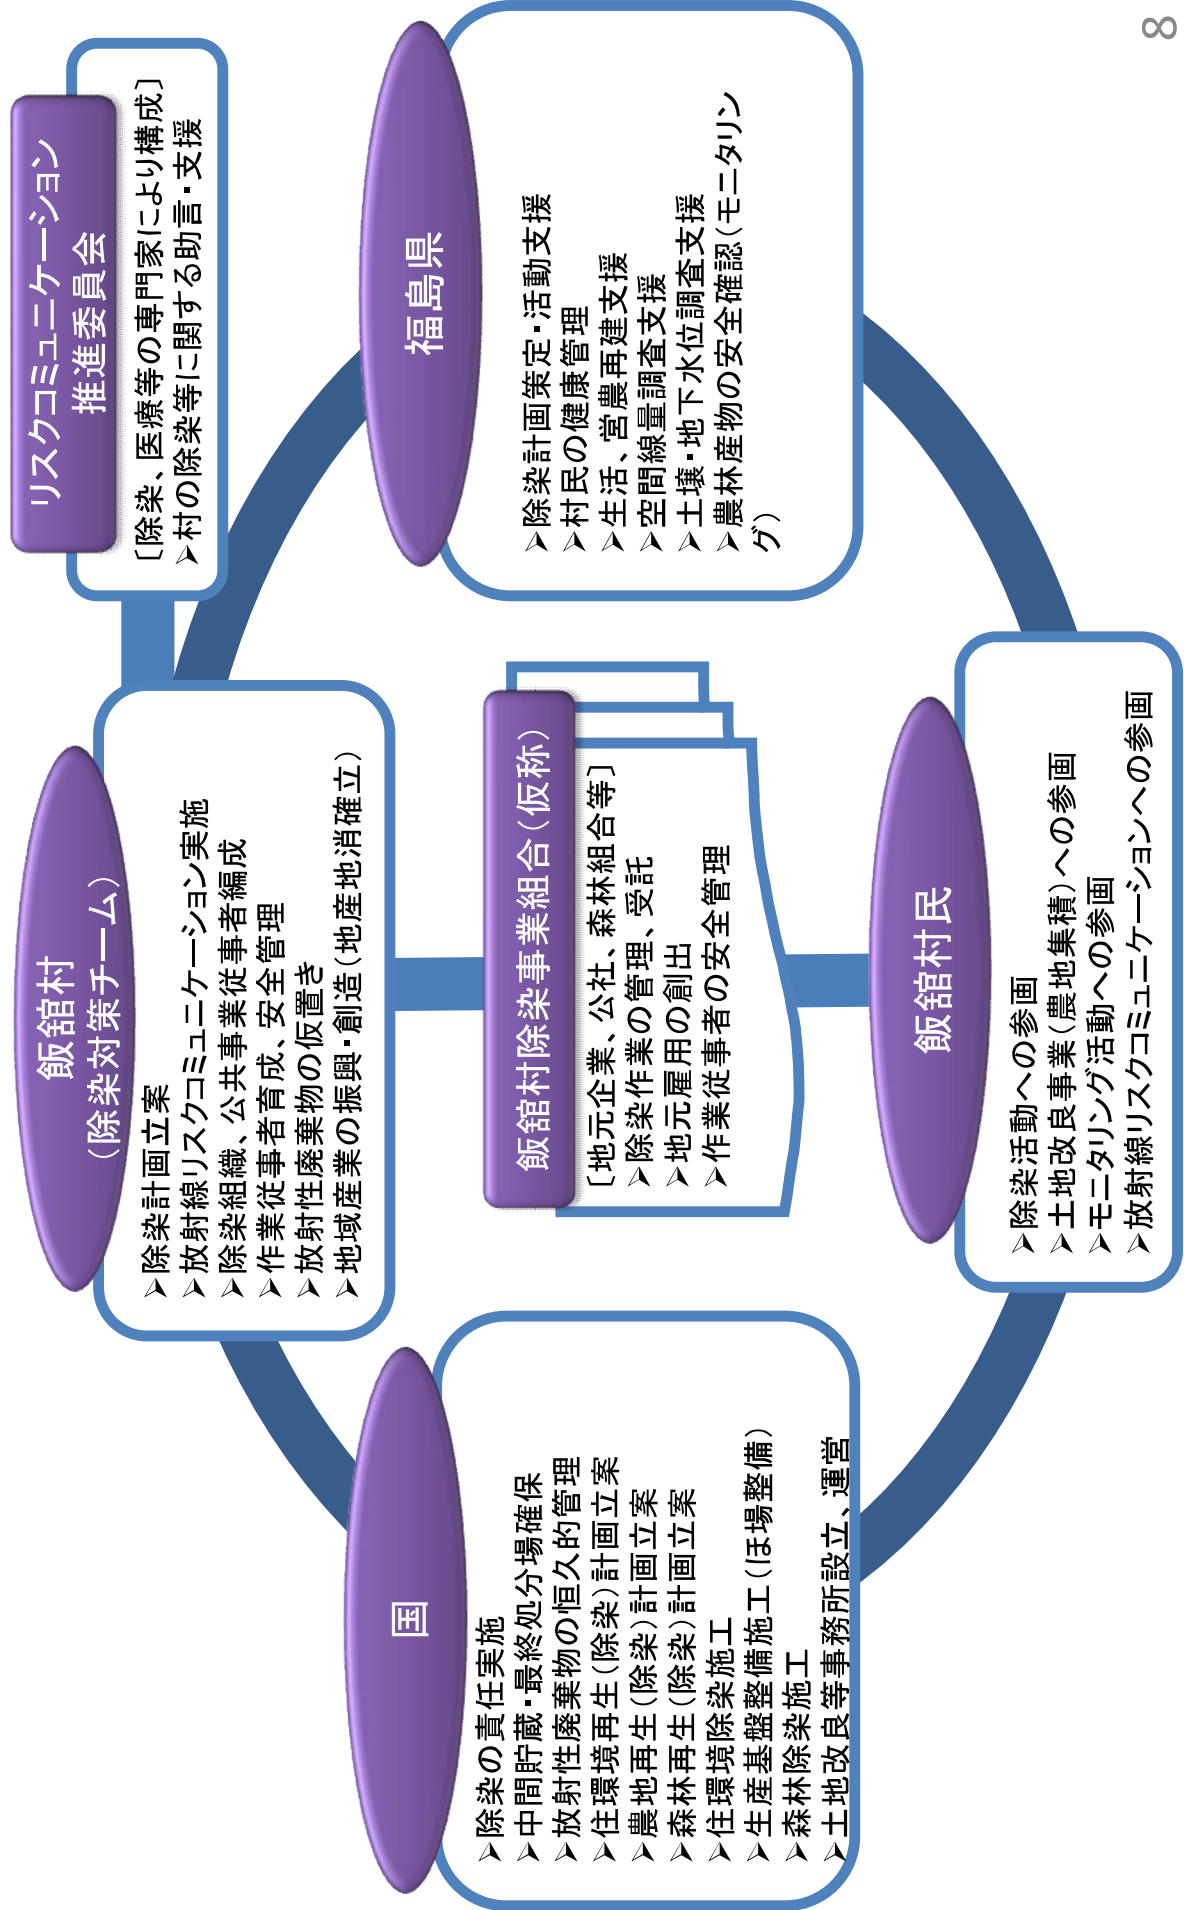 飯舘村
（除染対策チーム）
➢除染計画立案
➢放射線リスクコミュニケーション実施
➢除染組織、公共事業従事者編成
➢作業従事者育成、安全管理
➢放射性廃棄物の仮置き
➢地域産業の振興・創造（地産地消確立）
リスクコミュニケーション
推進委員会
〔除染、医療等の専門家により構成〕
➢村の除染等に関する助言・支援
国
➢除染の責任実施
➢中間貯蔵・最終処分場確保
➢放射性廃棄物の恒久的管理
➢住環境再生（除染）計画立案
➢農地再生（除染）計画立案
➢森林再生（除染）計画立案
➢住環境除染施工
➢生産基盤整備施工（ほ場整備）
➢森林除染施工
➢土地改良等事務所設立、運営
飯舘村除染事業組合（仮称）
〔地元企業、公社、森林組合等〕
➢除染作業の管理、受託
➢地元雇用の創出
➢作業従事者の安全管理
福島県
➢除染計画策定・活動支援
➢村民の健康管理
➢生活、営農再建支援
➢空間線量調査支援
➢土壌・地下水位調査支援
➢農林産物の安全確認（モニタリン
グ）
飯舘村民
➢除染活動への参画
➢土地改良事業（農地集積）への参画
➢モニタリング活動への参画
➢放射線リスクコミュニケーションへの参画
8